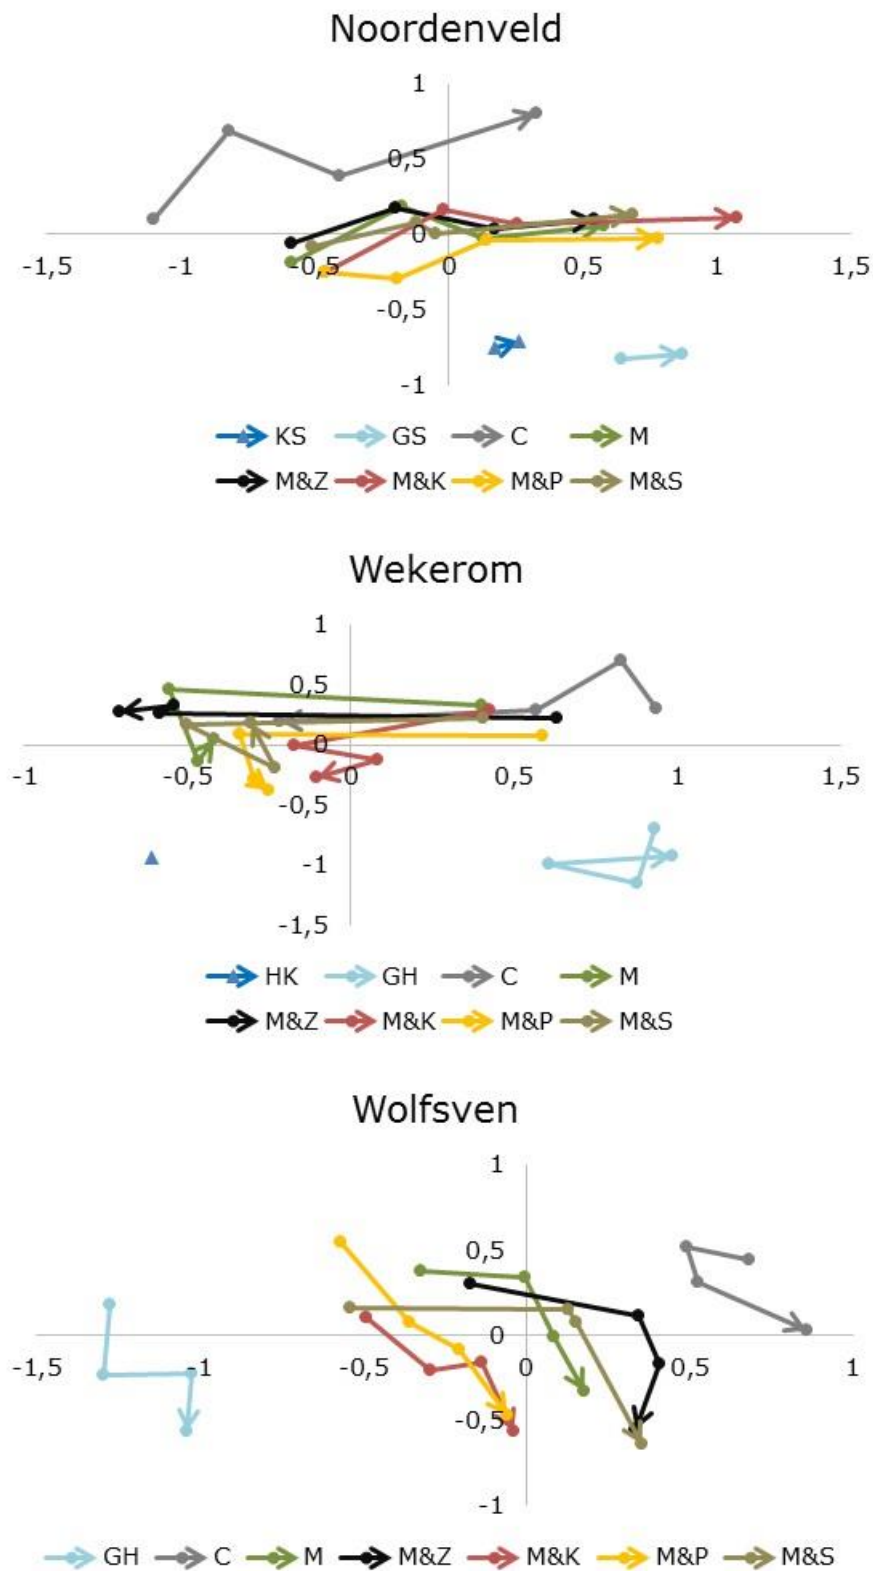 Noordenveld
1
0,5
0
-1,5 -1 -0,5 0 0,5 1 1,5
-0,5
-1
KS GS C M
M&Z M&K M&P M&S
Wekerom
1
0,5
0
-1 -0,5 0 0,5 1 1,5
-0,5
-1
-1,5
HK GH C M
M&Z M&K M&P M&S
Wolfsven
1
0,5
0
-1,5 -1 -0,5 0 0,5 1
-0,5
-1
GH C M M&Z M&K M&P M&S